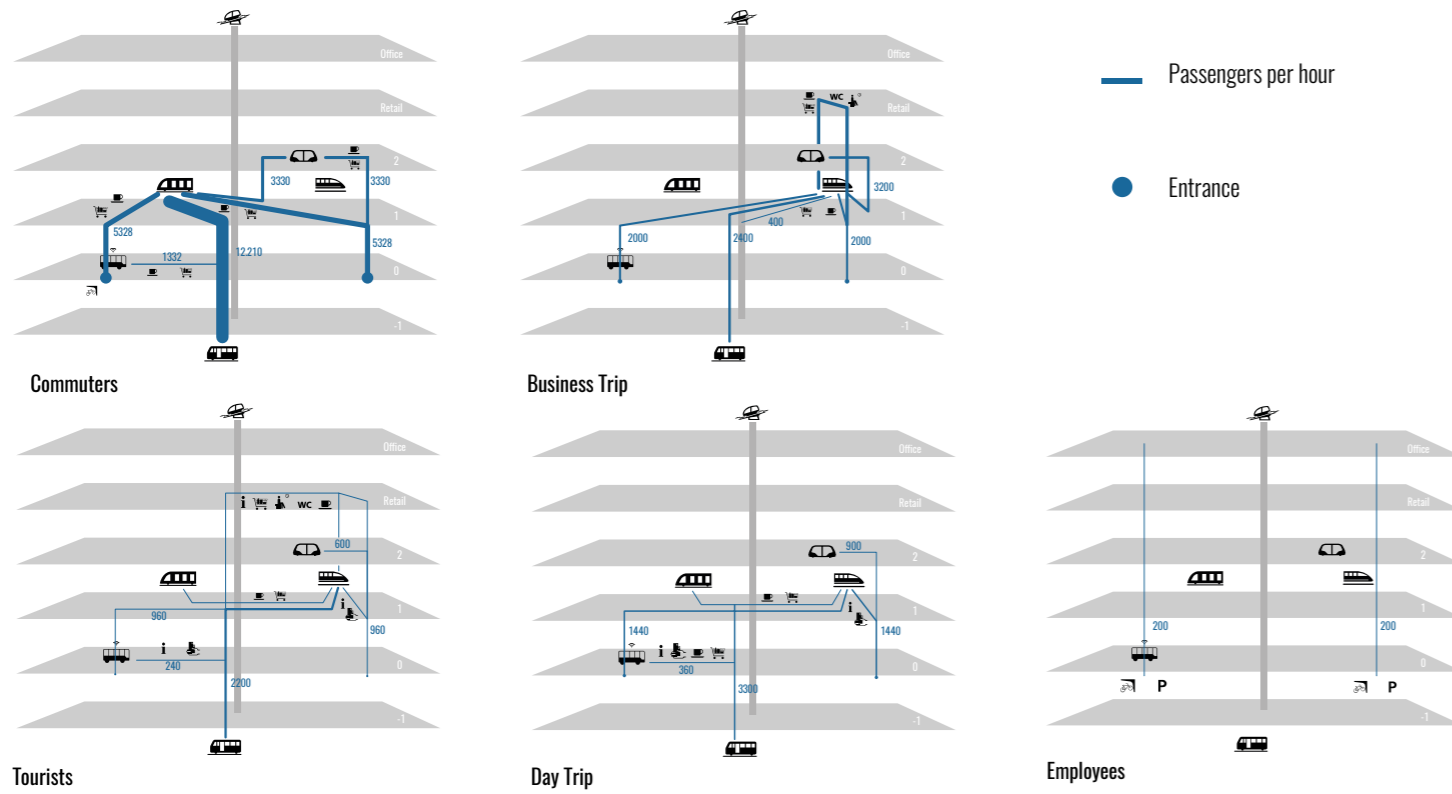 Office
Retail
2
3330
3330
1
5328
12.210
5328
1332
0
-1
Commuters
Office
WC
Retail
2
3200
1
400
2000
2400
2000
0
-1
Business Trip
Passengers per hour
Entrance
Office
i
WC
Retail
600
2
i
1
960
960
i
0
240
2200
-1
Tourists
Office
Retail
900
2
i
1
1440
1440
i
0
360
3300
-1
Day Trip
Office
Retail
2
1
200
200
0
P
P
-1
Employees